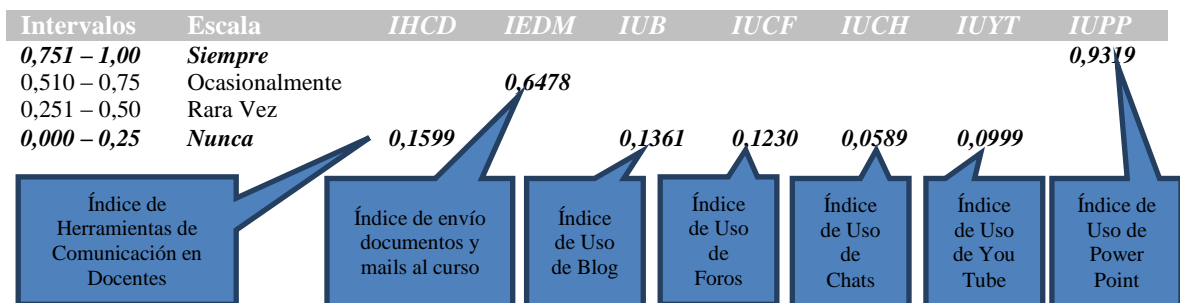 Intervalos Escala IHCD IEDM IUB IUCF IUCH IUYT IUPP
0,751 – 1,00 Siempre 0,9319
0,510 – 0,75 Ocasionalmente 0,6478
0,251 – 0,50 Rara Vez
0,000 – 0,25 Nunca 0,1599 0,1361 0,1230 0,0589 0,0999
Índice de
Herramientas de
Comunicación en
Docentes
Índice de envío
documentos y
mails al curso
Índice
de Uso
de Blog
Índice
de Uso
de
Foros
Índice
de Uso
de
Chats
Índice
de Uso
de You
Tube
Índice de
Uso de
Power
Point